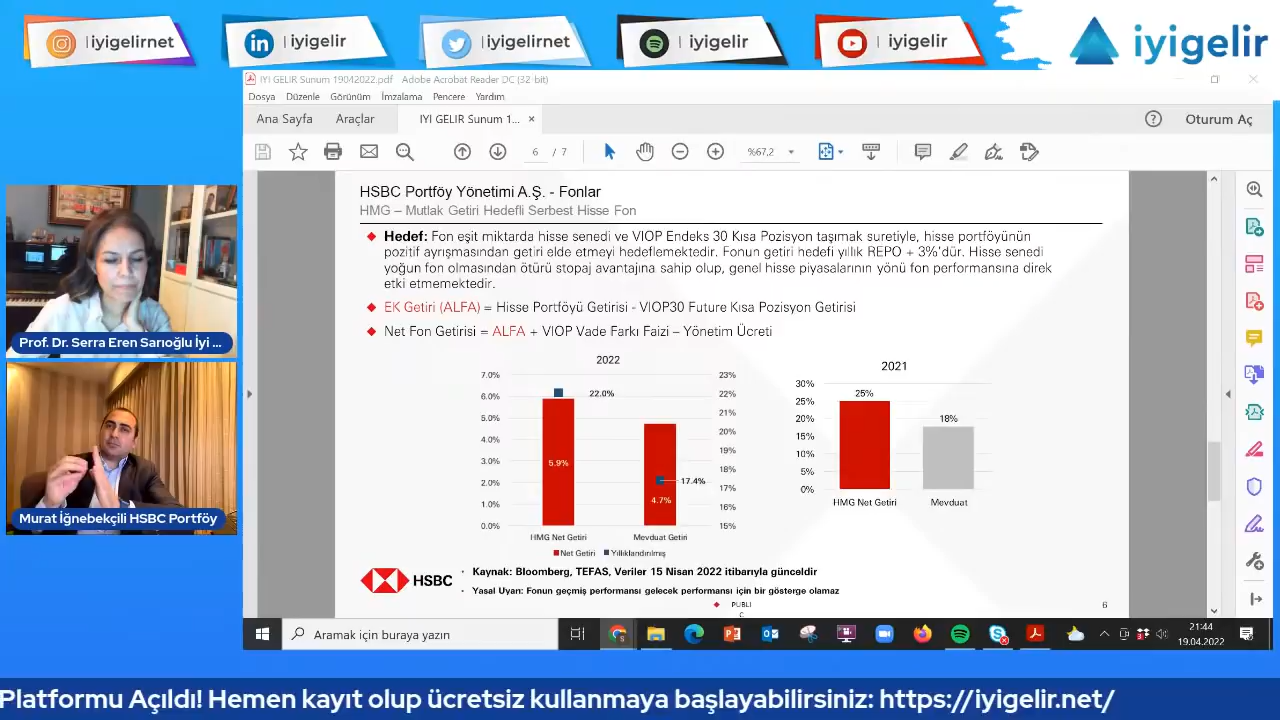 iyigelirnet
iyigelir
iyigelirnet
iyigelir
iyigelir
iyigelir
IYI GELIR Sunum 19042022.pdf - Adobe Acrobat Reader DC (32-bit)
Dosya Düzenle Görünüm İmzalama Pencere Yardım
Ana Sayfa Araçlar IYI GELIR Sunum 1... × Oturum Aç
6 / 7 %67,2
HSBC Portföy Yönetimi A.Ş. - Fonlar
HMG – Mutlak Getiri Hedefli Serbest Hisse Fon
Hedef: Fon eşit miktarda hisse senedi ve VIOP Endeks 30 Kısa Pozisyon taşımak suretiyle, hisse portföyünün
pozitif ayrışmasından getiri elde etmeyi hedeflemektedir. Fonun getiri hedefi yıllık REPO + 3%'dür. Hisse senedi
yoğun fon olmasından ötürü stopaj avantajına sahip olup, genel hisse piyasalarının yönü fon performasına direk
etki etmemektedir.
EK Getiri (ALFA) = Hisse Portföyü Getirisi - VIOP30 Future Kısa Pozisyon Getirisi
Net Fon Getirisi = ALFA + VIOP Vade Farkı Faizi – Yönetim Ücreti
2022
7.0%
6.0%
5.0%
4.0%
3.0%
2.0%
1.0%
0.0%
23%
22%
21%
20%
19%
18%
17%
16%
15%
22.0%
5.9%
17.4%
4.7%
HMG Net Getiri Mevduat Getiri
Net Getiri Yıllıklandırılmış
2021
30%
25%
20%
15%
10%
5%
0%
25%
18%
HMG Net Getiri Mevduat
HSBC
Kaynak: Bloomberg, TEFAS, Veriler 15 Nisan 2022 itibarıyla günceldir
Yasal Uyarı: Fonun geçmiş performansı gelecek performansı için bir gösterge olamaz
PUBLI
C
6
Prof. Dr. Serra Eren Sarıoğlu İyi ...
Murat İğnebekçili HSBC Portföy
Aramak için buraya yazın
21:44
19.04.2022
Platformu Açıldı! Hemen kayıt olup ücretsiz kullanmaya başlayabilirsiniz: https://iyigelir.net/